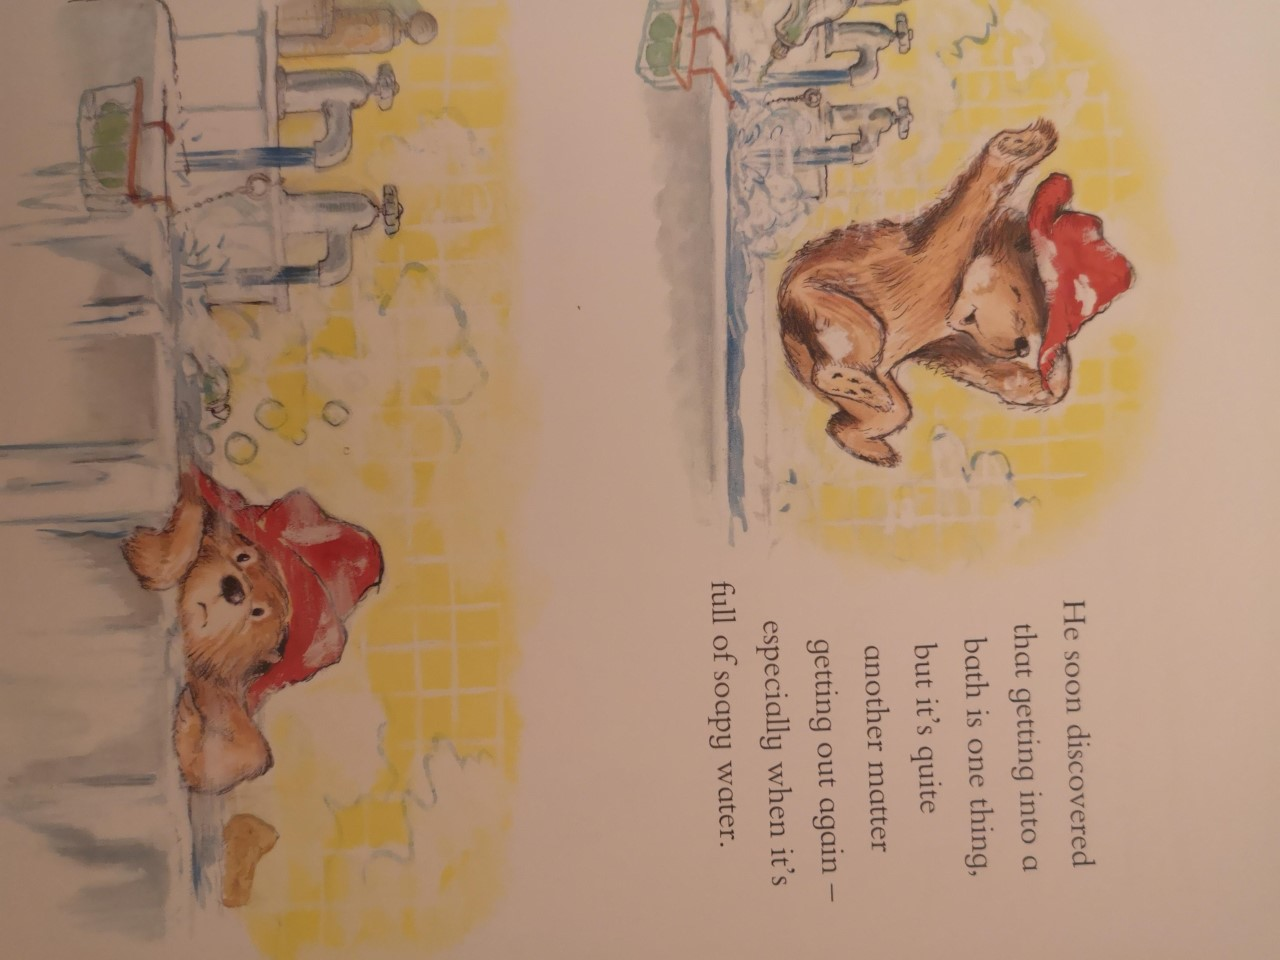 He soon discovered
that getting into a
bath is one thing,
but it's quite
another matter
getting out again –
especially when it's
full of soapy water.